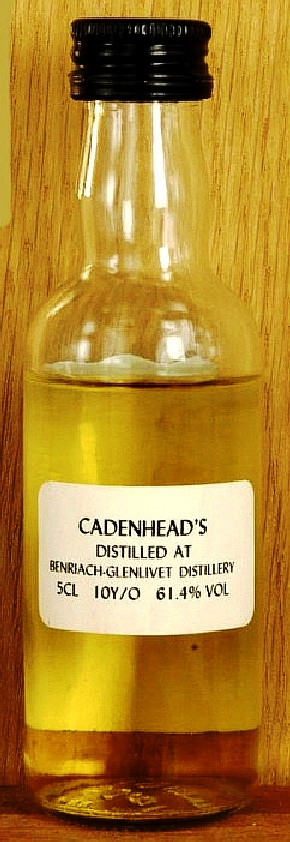 CADENHEAD'S
DISTILLED AT
BENRIACH-GLENLIVET DISTILLERY
5CL 10Y/O 61.4% VOL